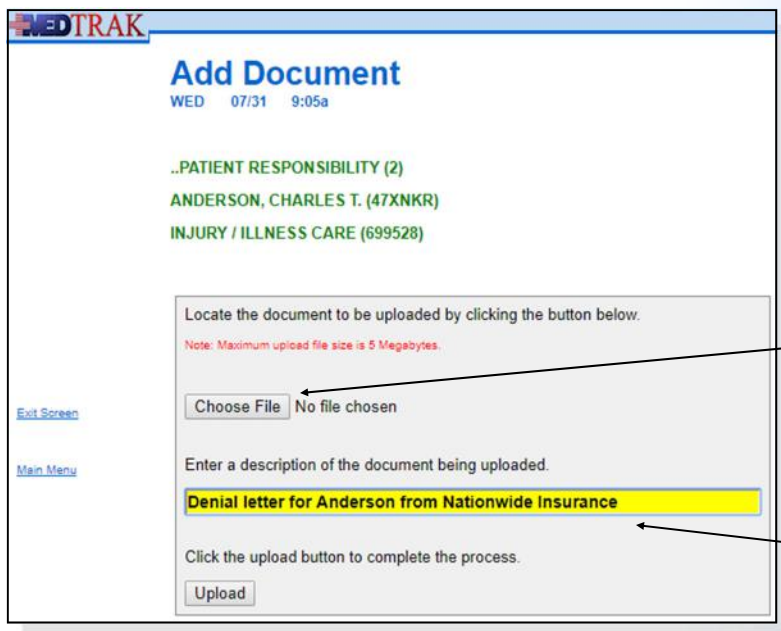 MEDTRAK
Add Document
WED 07/31 9:05a
..PATIENT RESPONSIBILITY (2)
ANDERSON, CHARLES T. (47XNKR)
INJURY / ILLNESS CARE (699528)
Locate the document to be uploaded by clicking the button below.
Note: Maximum upload file size is 5 Megabytes.
Exit Screen
Choose File No file chosen
Main Menu
Enter a description of the document being uploaded.
Denial letter for Anderson from Nationwide Insurance
Click the upload button to complete the process.
Upload